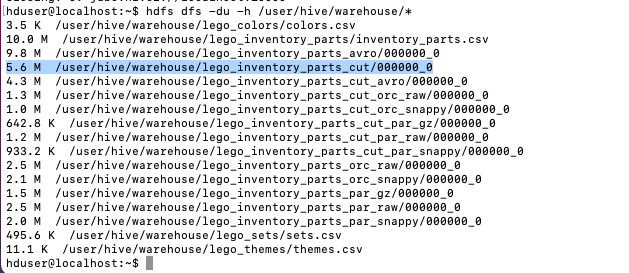 hduser@localhost:~$ hdfs dfs -du -h /user/hive/warehouse/*
3.5 K  /user/hive/warehouse/lego_colors/colors.csv
10.0 M  /user/hive/warehouse/lego_inventory_parts/inventory_parts.csv
9.8 M  /user/hive/warehouse/lego_inventory_parts_avro/000000_0
5.6 M  /user/hive/warehouse/lego_inventory_parts_cut/000000_0
4.3 M  /user/hive/warehouse/lego_inventory_parts_cut_avro/000000_0
1.3 M  /user/hive/warehouse/lego_inventory_parts_cut_orc_raw/000000_0
1.0 M  /user/hive/warehouse/lego_inventory_parts_cut_orc_snappy/000000_0
642.8 K  /user/hive/warehouse/lego_inventory_parts_cut_par_gz/000000_0
1.2 M  /user/hive/warehouse/lego_inventory_parts_cut_par_raw/000000_0
933.2 K  /user/hive/warehouse/lego_inventory_parts_cut_par_snappy/000000_0
2.5 M  /user/hive/warehouse/lego_inventory_parts_orc_raw/000000_0
2.1 M  /user/hive/warehouse/lego_inventory_parts_orc_snappy/000000_0
1.5 M  /user/hive/warehouse/lego_inventory_parts_par_gz/000000_0
2.5 M  /user/hive/warehouse/lego_inventory_parts_par_raw/000000_0
2.0 M  /user/hive/warehouse/lego_inventory_parts_par_snappy/000000_0
495.6 K  /user/hive/warehouse/lego_sets/sets.csv
11.1 K  /user/hive/warehouse/lego_themes/themes.csv
hduser@localhost:~$